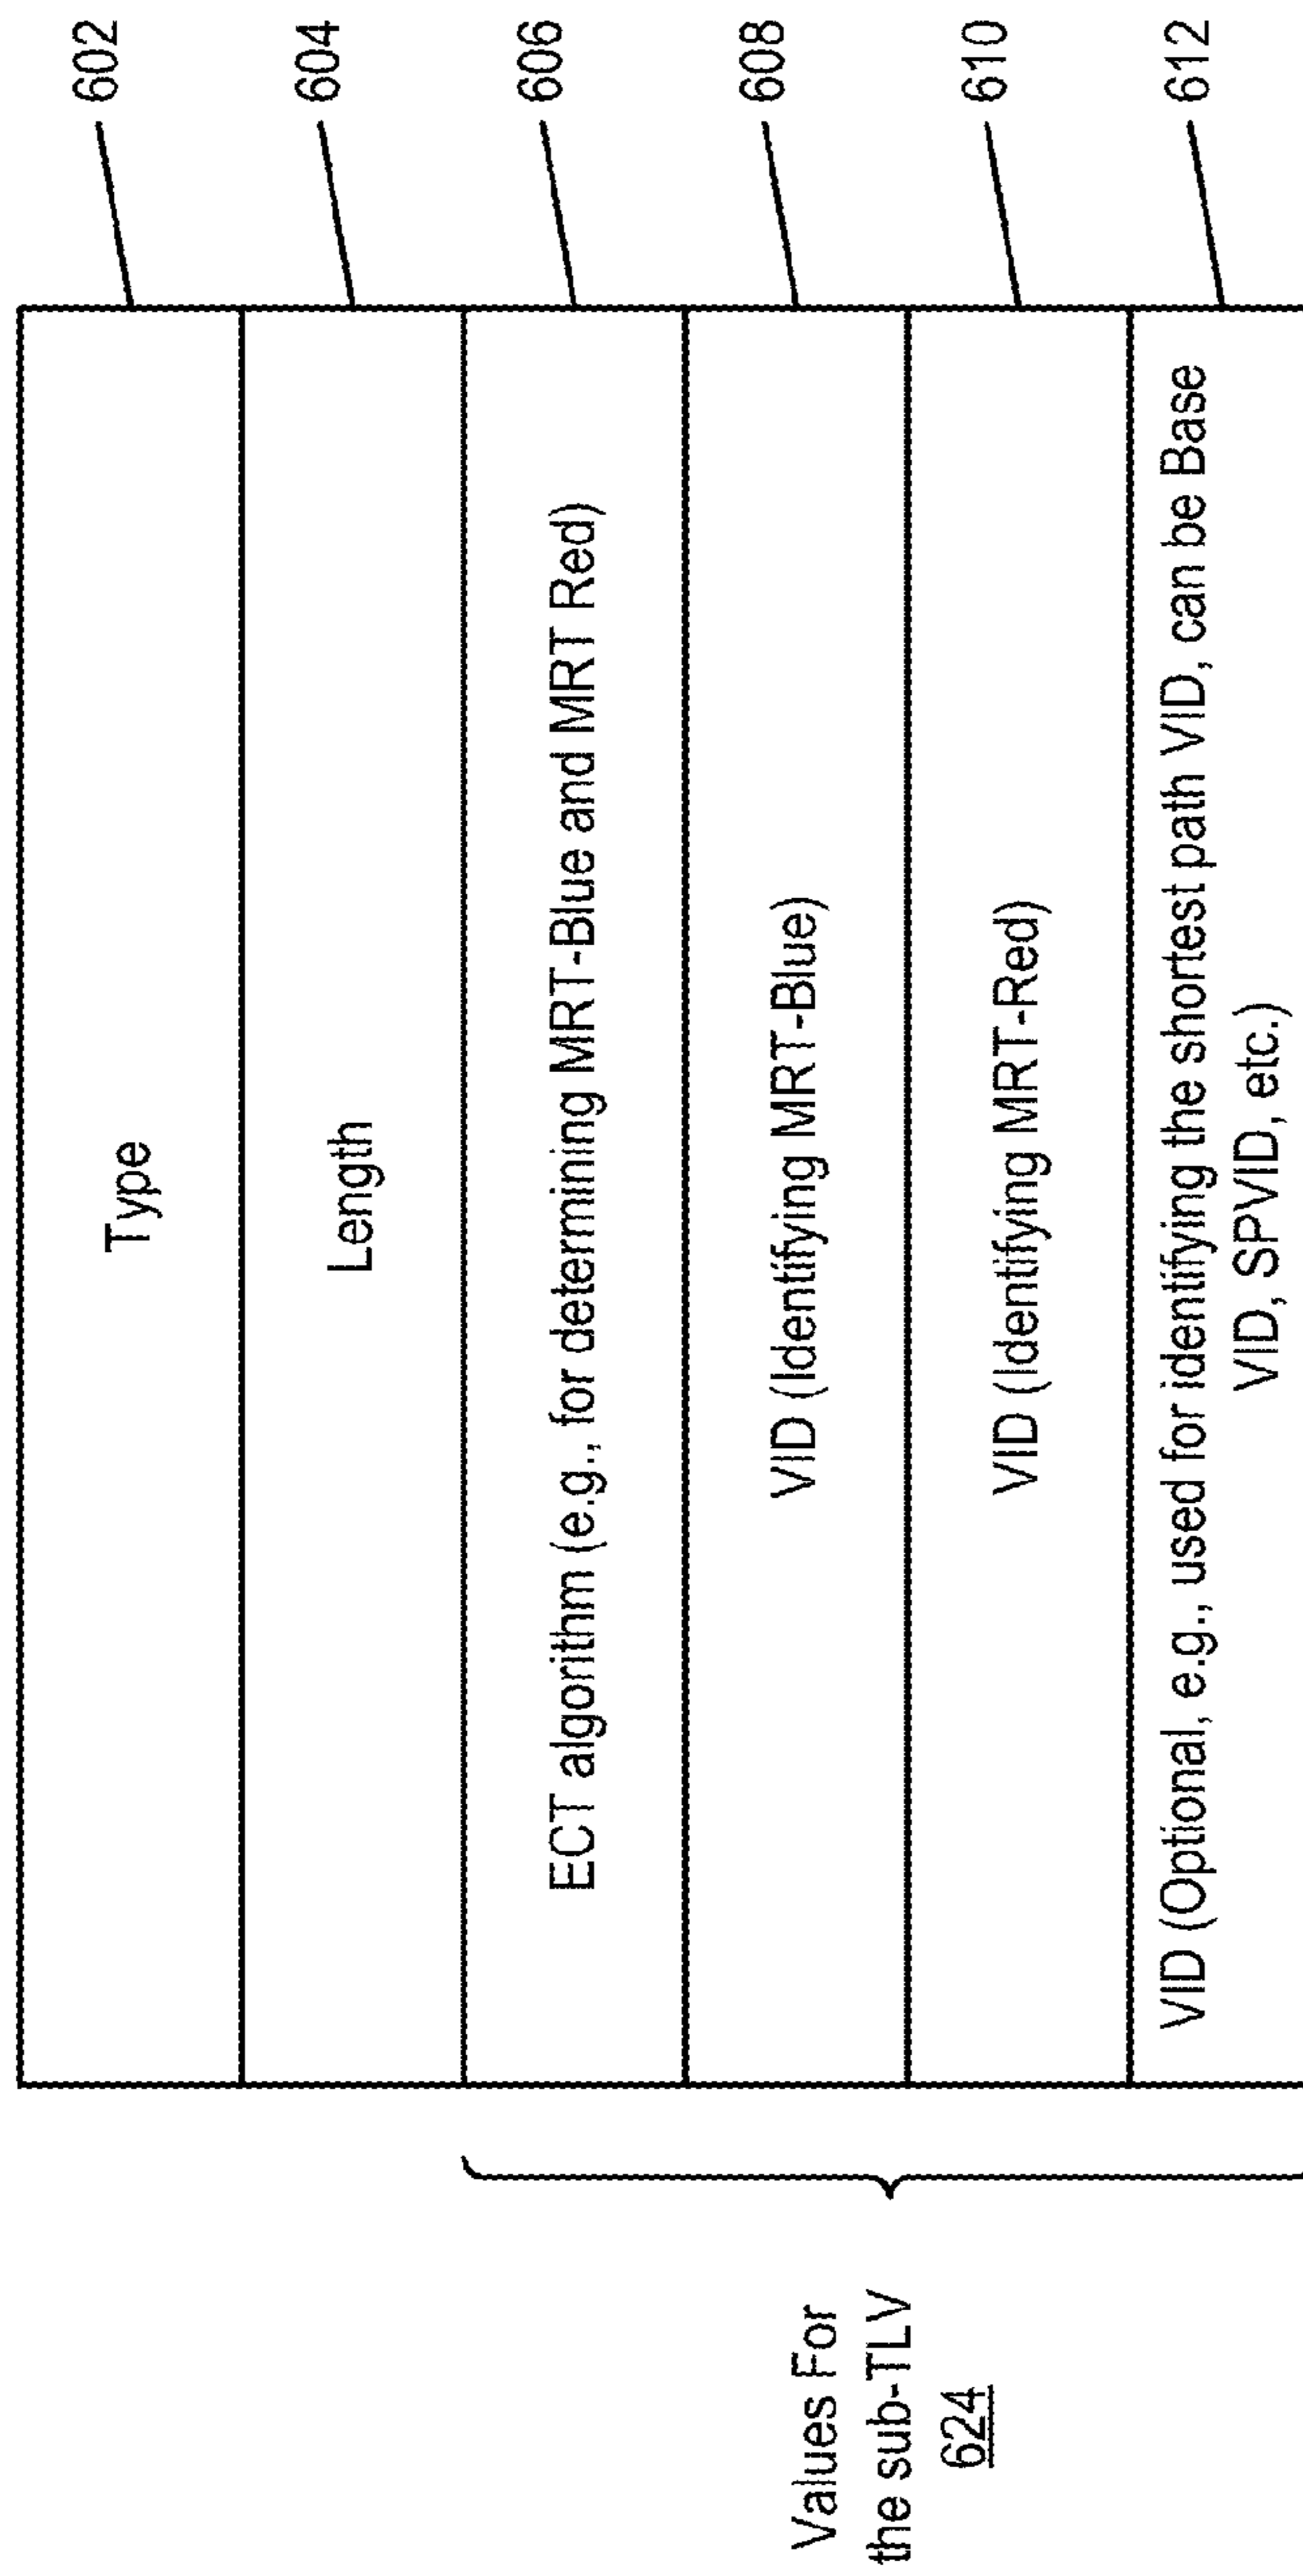 Type
602
Length
604
ECT algorithm (e.g., for determining MRT-Blue and MRT Red)
606
VID (Identifying MRT-Blue)
608
VID (Identifying MRT-Red)
610
VID (Optional, e.g., used for identifying the shortest path VID, can be Base
VID, SPVID, etc.)
612
Values For
the sub-TLV
624